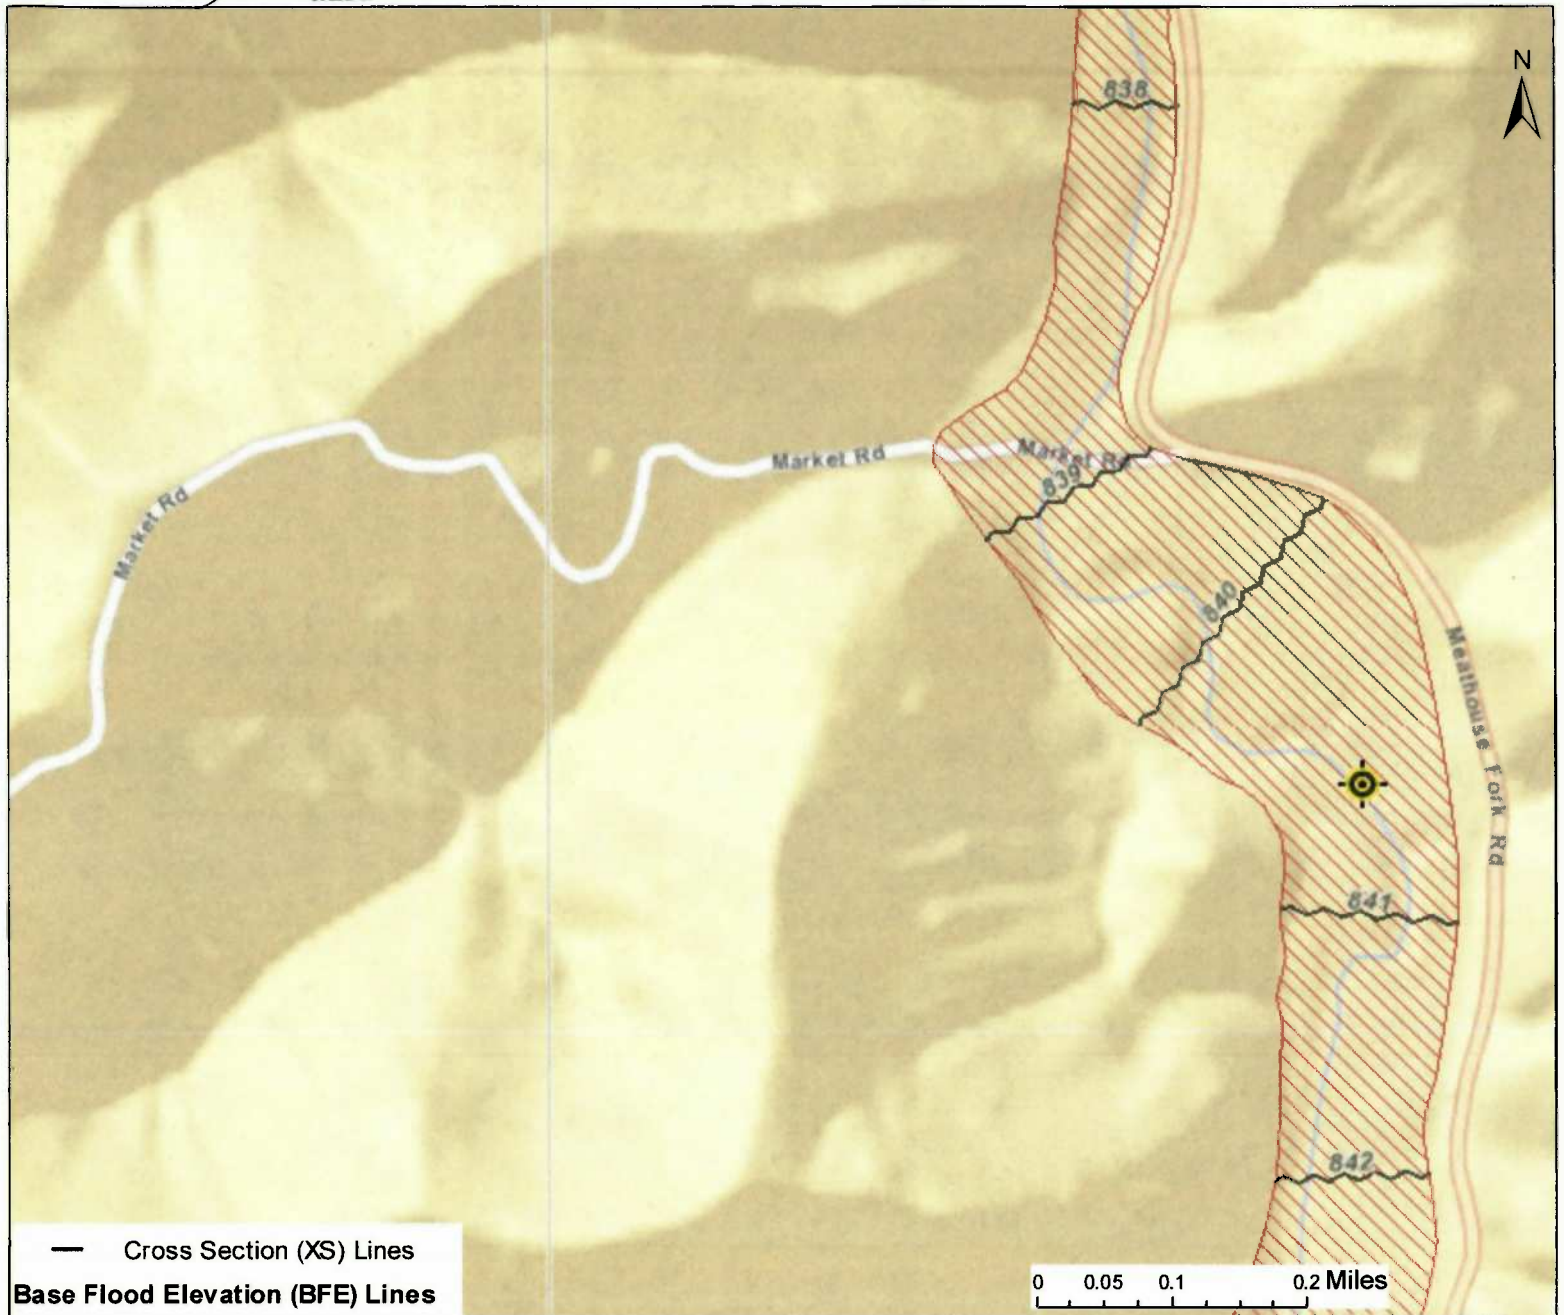 838
N
Market Rd
Market Rd
839
Market Rd
840
Meathouse Fork Rd
841
842
Cross Section (XS) Lines
Base Flood Elevation (BFE) Lines
0 0.05 0.1 0.2 Miles